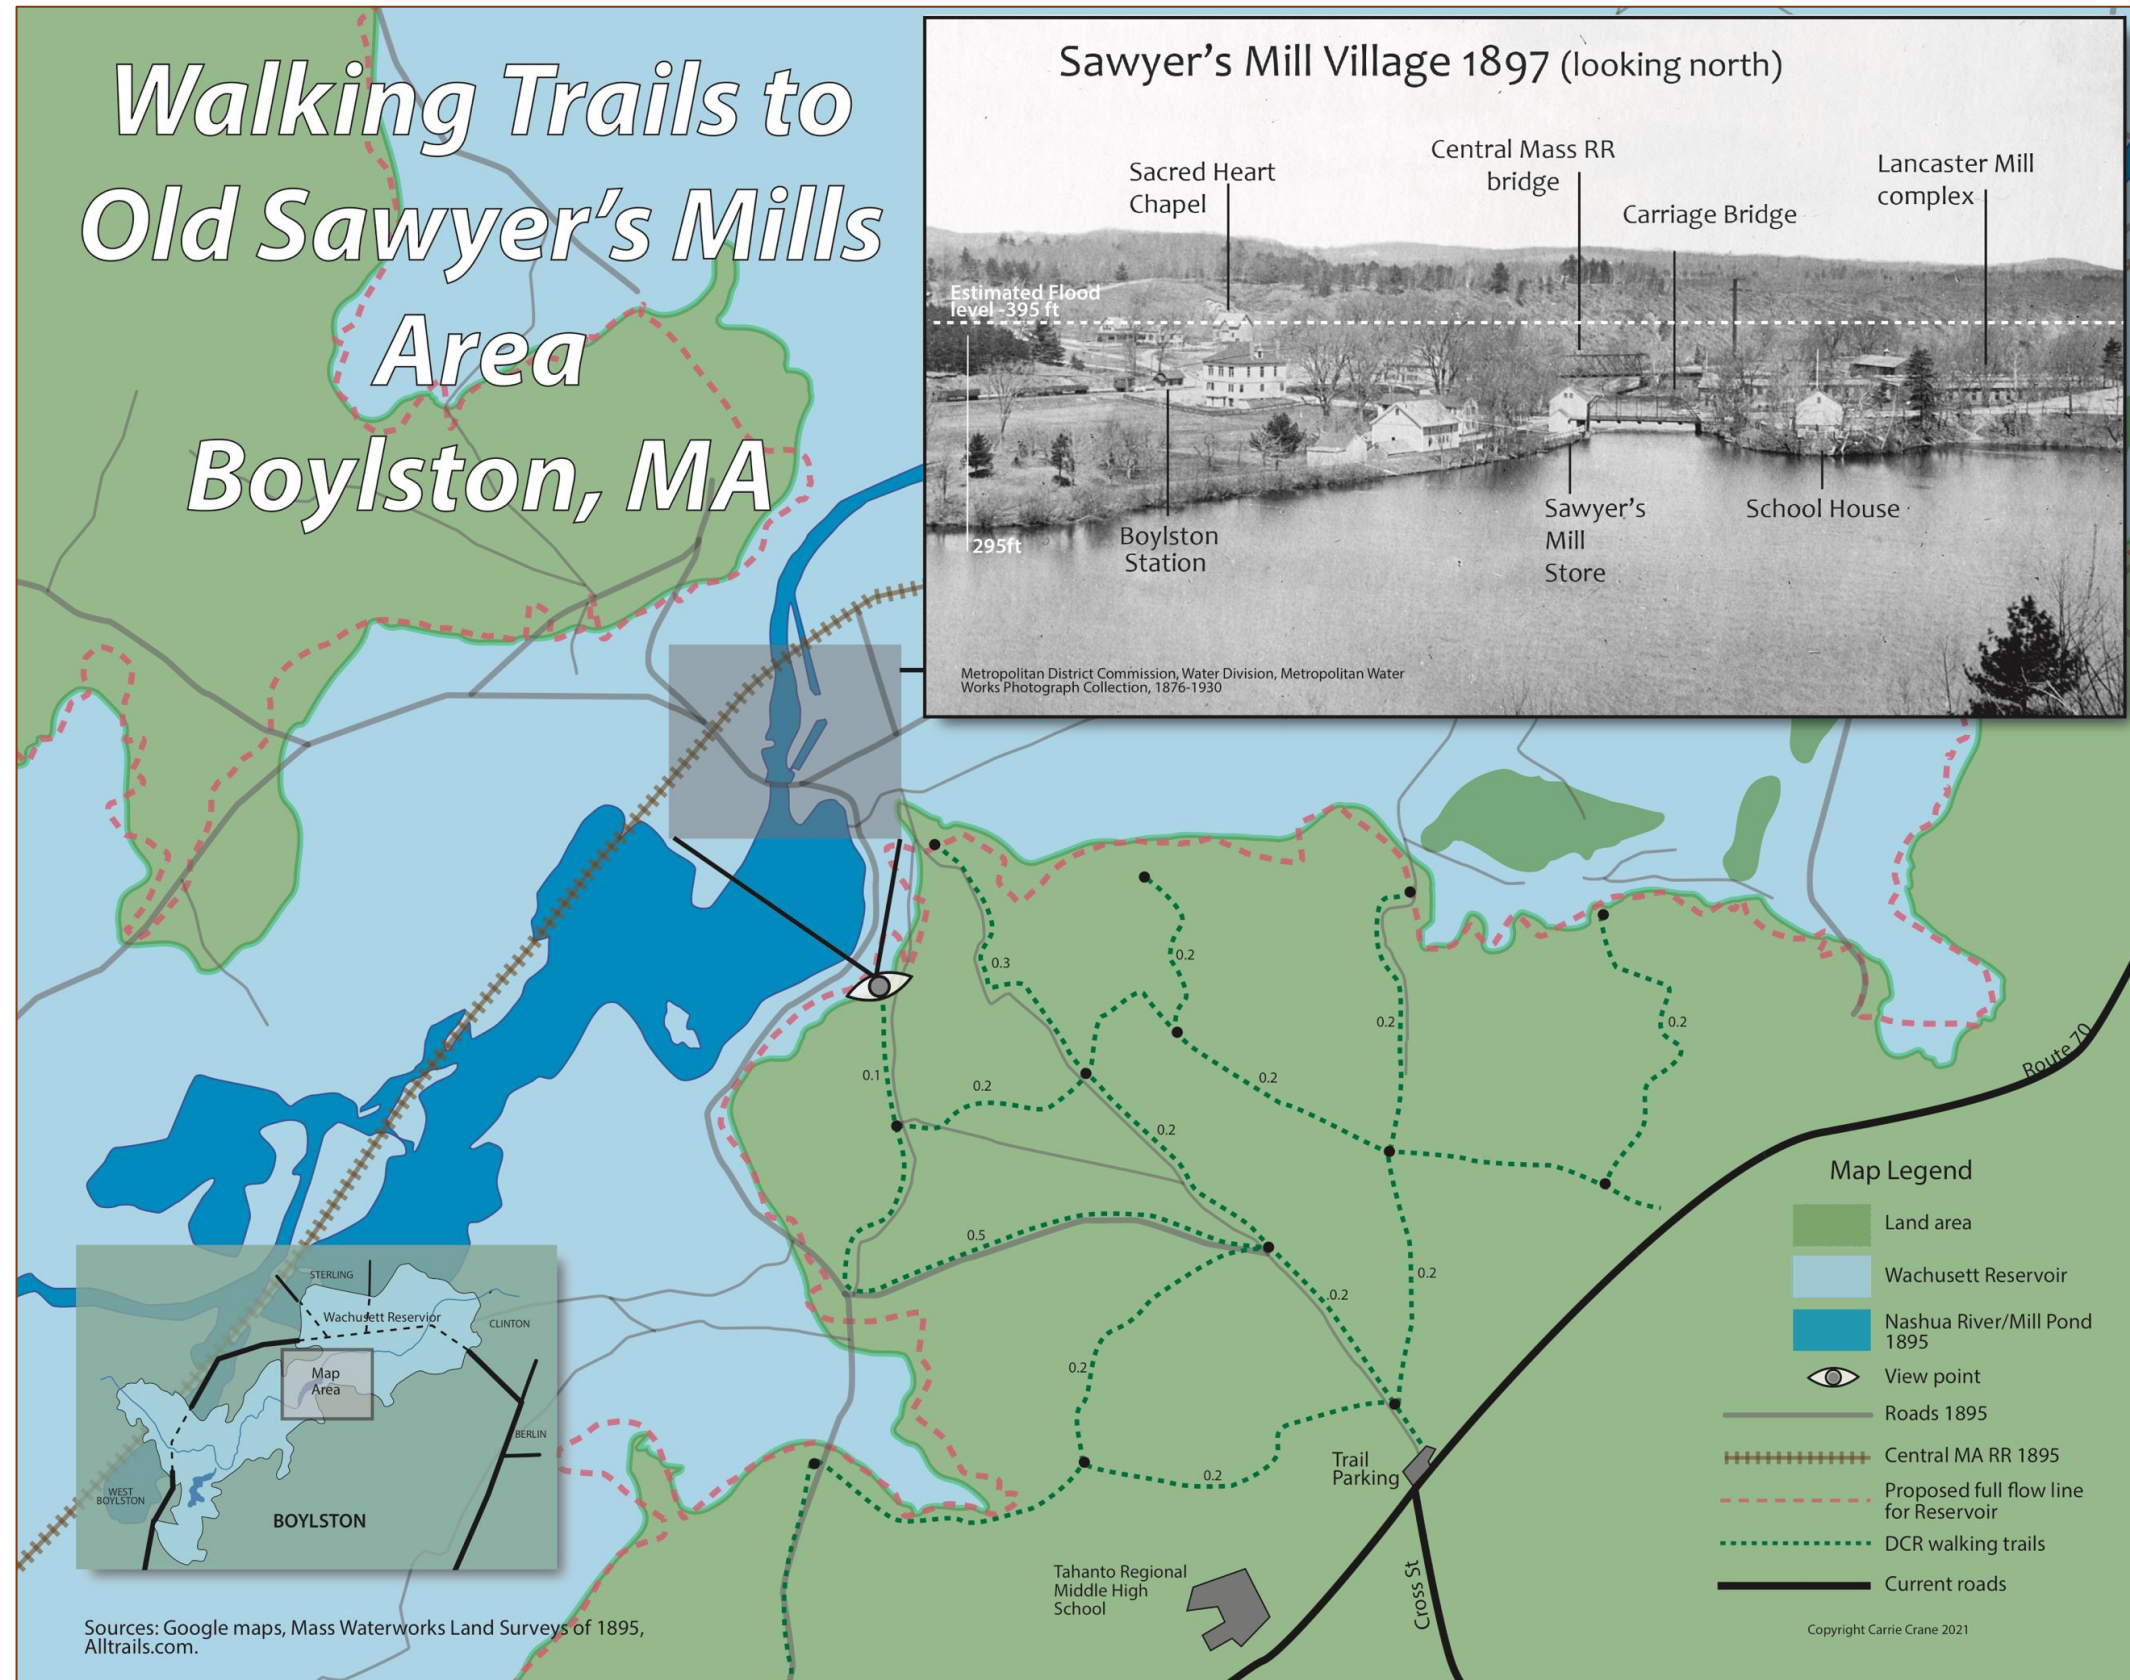 Walking Trails to
Old Sawyer's Mills
Area
Boylston, MA
Sawyer's Mill Village 1897 (looking north)
Sacred Heart
Chapel
Central Mass RR
bridge
Carriage Bridge
Lancaster Mill
complex
Estimated Flood
level -395 ft
295ft
Boylston
Station
Sawyer's
Mill
Store
School House
Metropolitan District Commission, Water Division, Metropolitan Water
Works Photograph Collection, 1876-1930
0.3
0.2
0.2
0.2
0.1
0.2
0.2
0.2
0.5
0.2
0.2
0.2
0.2
Route 70
Trail
Parking
Cross St
Tahanto Regional
Middle High
School
Map Legend
Land area
Wachusett Reservoir
Nashua River/Mill Pond
1895
View point
Roads 1895
Central MA RR 1895
Proposed full flow line
for Reservoir
DCR walking trails
Current roads
Copyright Carrie Crane 2021
STERLING
Wachusett Reservior
CLINTON
Map
Area
BERLIN
WEST
BOYLSTON
BOYLSTON
Sources: Google maps, Mass Waterworks Land Surveys of 1895,
Alltrails.com.